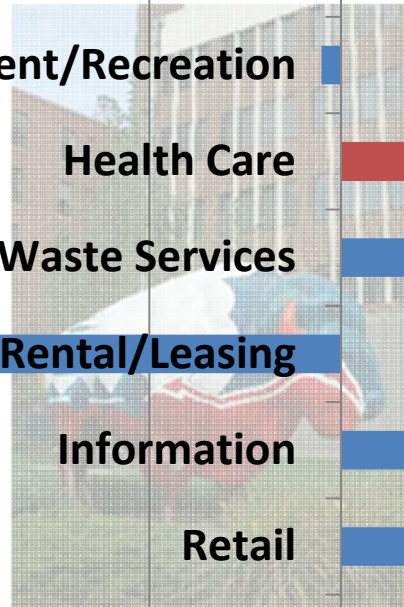 ent/Recreation
Health Care
Waste Services
Rental/Leasing
Information
Retail